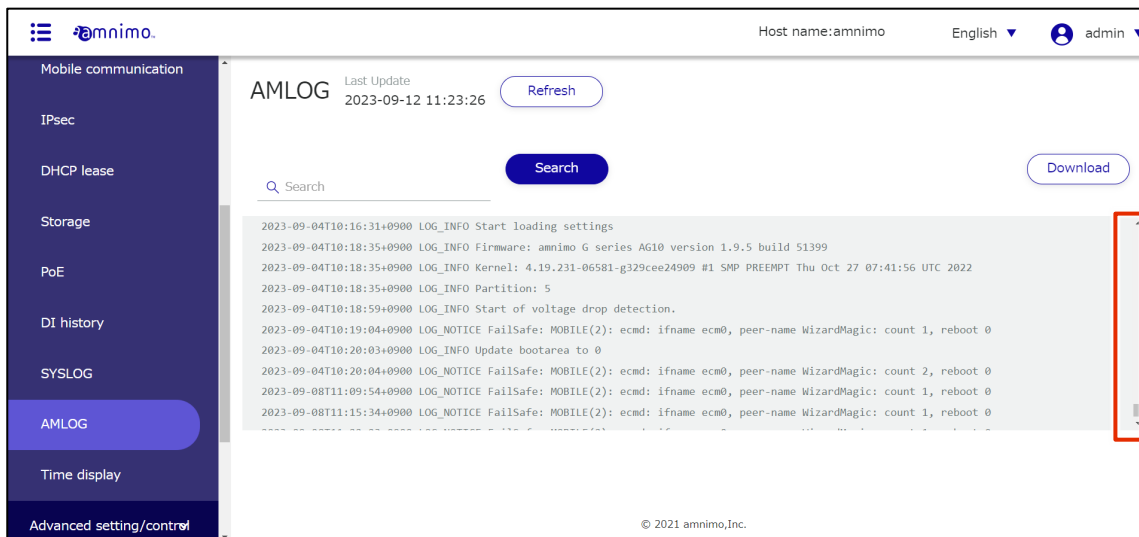 amnimo
Host name:amnimo
English ▼
admin ▼
Mobile communication
IPsec
DHCP lease
Storage
PoE
DI history
SYSLOG
AMLOG
Time display
Advanced setting/control
AMLOG
Last Update
2023-09-12 11:23:26
Refresh
Search
Search
Download
2023-09-04T10:16:31+0900 LOG_INFO Start loading settings
2023-09-04T10:18:35+0900 LOG_INFO Firmware: amnimo G series AG10 version 1.9.5 build 51399
2023-09-04T10:18:35+0900 LOG_INFO Kernel: 4.19.231-06581-g329cee24909 #1 SMP PREEMPT Thu Oct 27 07:41:56 UTC 2022
2023-09-04T10:18:35+0900 LOG_INFO Partition: 5
2023-09-04T10:18:59+0900 LOG_INFO Start of voltage drop detection.
2023-09-04T10:19:04+0900 LOG_NOTICE FailSafe: MOBILE(2): ecmd: ifname ecm0, peer-name WizardMagic: count 1, reboot 0
2023-09-04T10:20:03+0900 LOG_INFO Update bootarea to 0
2023-09-04T10:20:04+0900 LOG_NOTICE FailSafe: MOBILE(2): ecmd: ifname ecm0, peer-name WizardMagic: count 2, reboot 0
2023-09-08T11:09:54+0900 LOG_NOTICE FailSafe: MOBILE(2): ecmd: ifname ecm0, peer-name WizardMagic: count 1, reboot 0
2023-09-08T11:15:34+0900 LOG_NOTICE FailSafe: MOBILE(2): ecmd: ifname ecm0, peer-name WizardMagic: count 1, reboot 0
© 2021 amnimo,Inc.